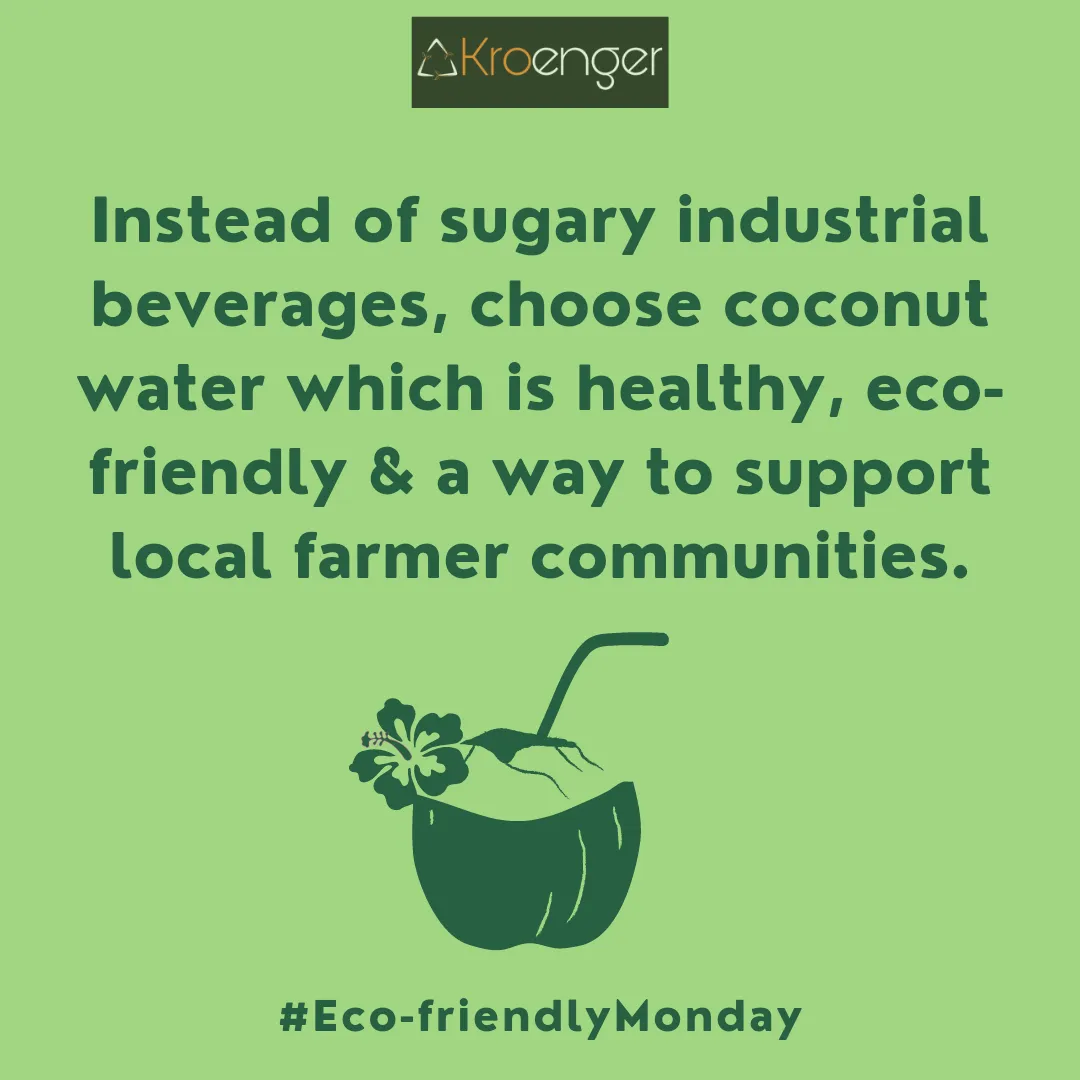 Kroenger
Instead of sugary industrial
beverages, choose coconut
water which is healthy, eco-
friendly & a way to support
local farmer communities.
#Eco-friendlyMonday